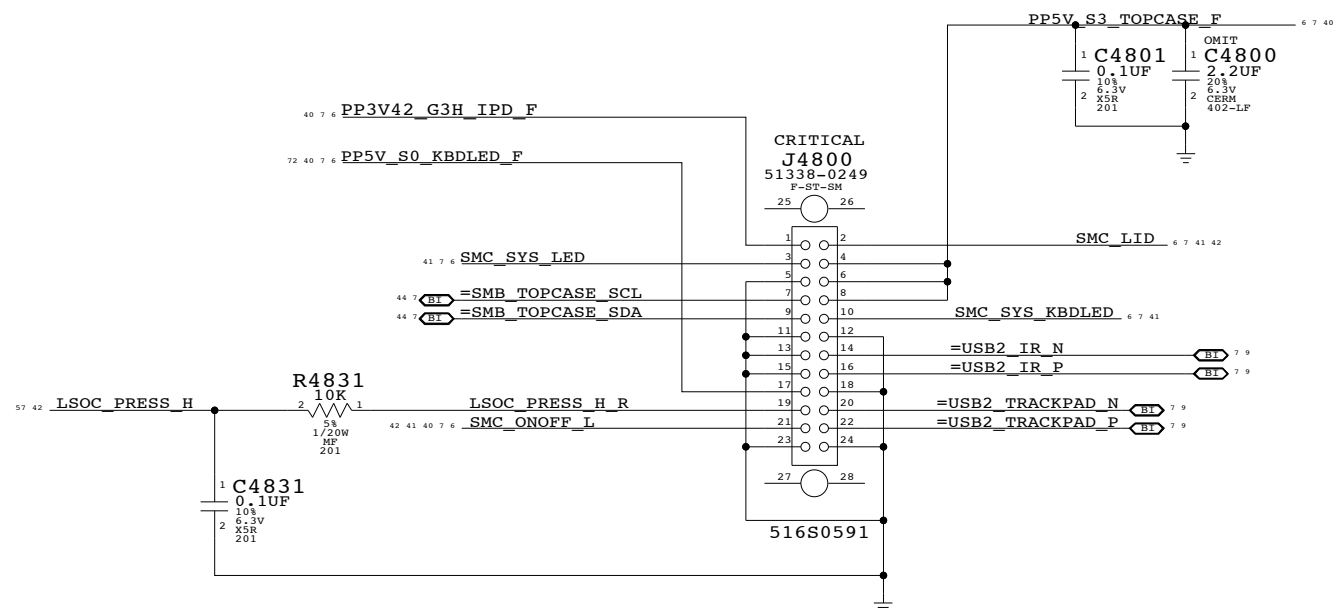 PP5V_S3_TOPCASE_F 6 7 40
OMIT
1 C4801
0.1UF
10%
6.3V
2 X5R
201
1 C4800
2.2UF
20%
6.3V
2 CERM
402-LF
40 7 6 PP3V42_G3H_IPD_F
72 40 7 6 PP5V_S0_KBDLED_F
CRITICAL
J4800
51338-0249
F-ST-SM
25 26
1 2 SMC_LID 6 7 41 42
41 7 6 SMC_SYS_LED 3 4
5 6
44 7 BI =SMB_TOPCASE_SCL 7 8
44 7 BI =SMB_TOPCASE_SDA 9 10 SMC_SYS_KBDLED 6 7 41
11 12
13 14 =USB2_IR_N BI 7 9
15 16 =USB2_IR_P BI 7 9
17 18
R4831
10K
57 42 LSOC_PRESS_H 2 1 LSOC_PRESS_H_R 19 20 =USB2_TRACKPAD_N BI 7 9
5%
1/20W
MF
201
42 41 40 7 6 SMC_ONOFF_L 21 22 =USB2_TRACKPAD_P BI 7 9
23 24
27 28
516S0591
1 C4831
0.1UF
10%
6.3V
2 X5R
201